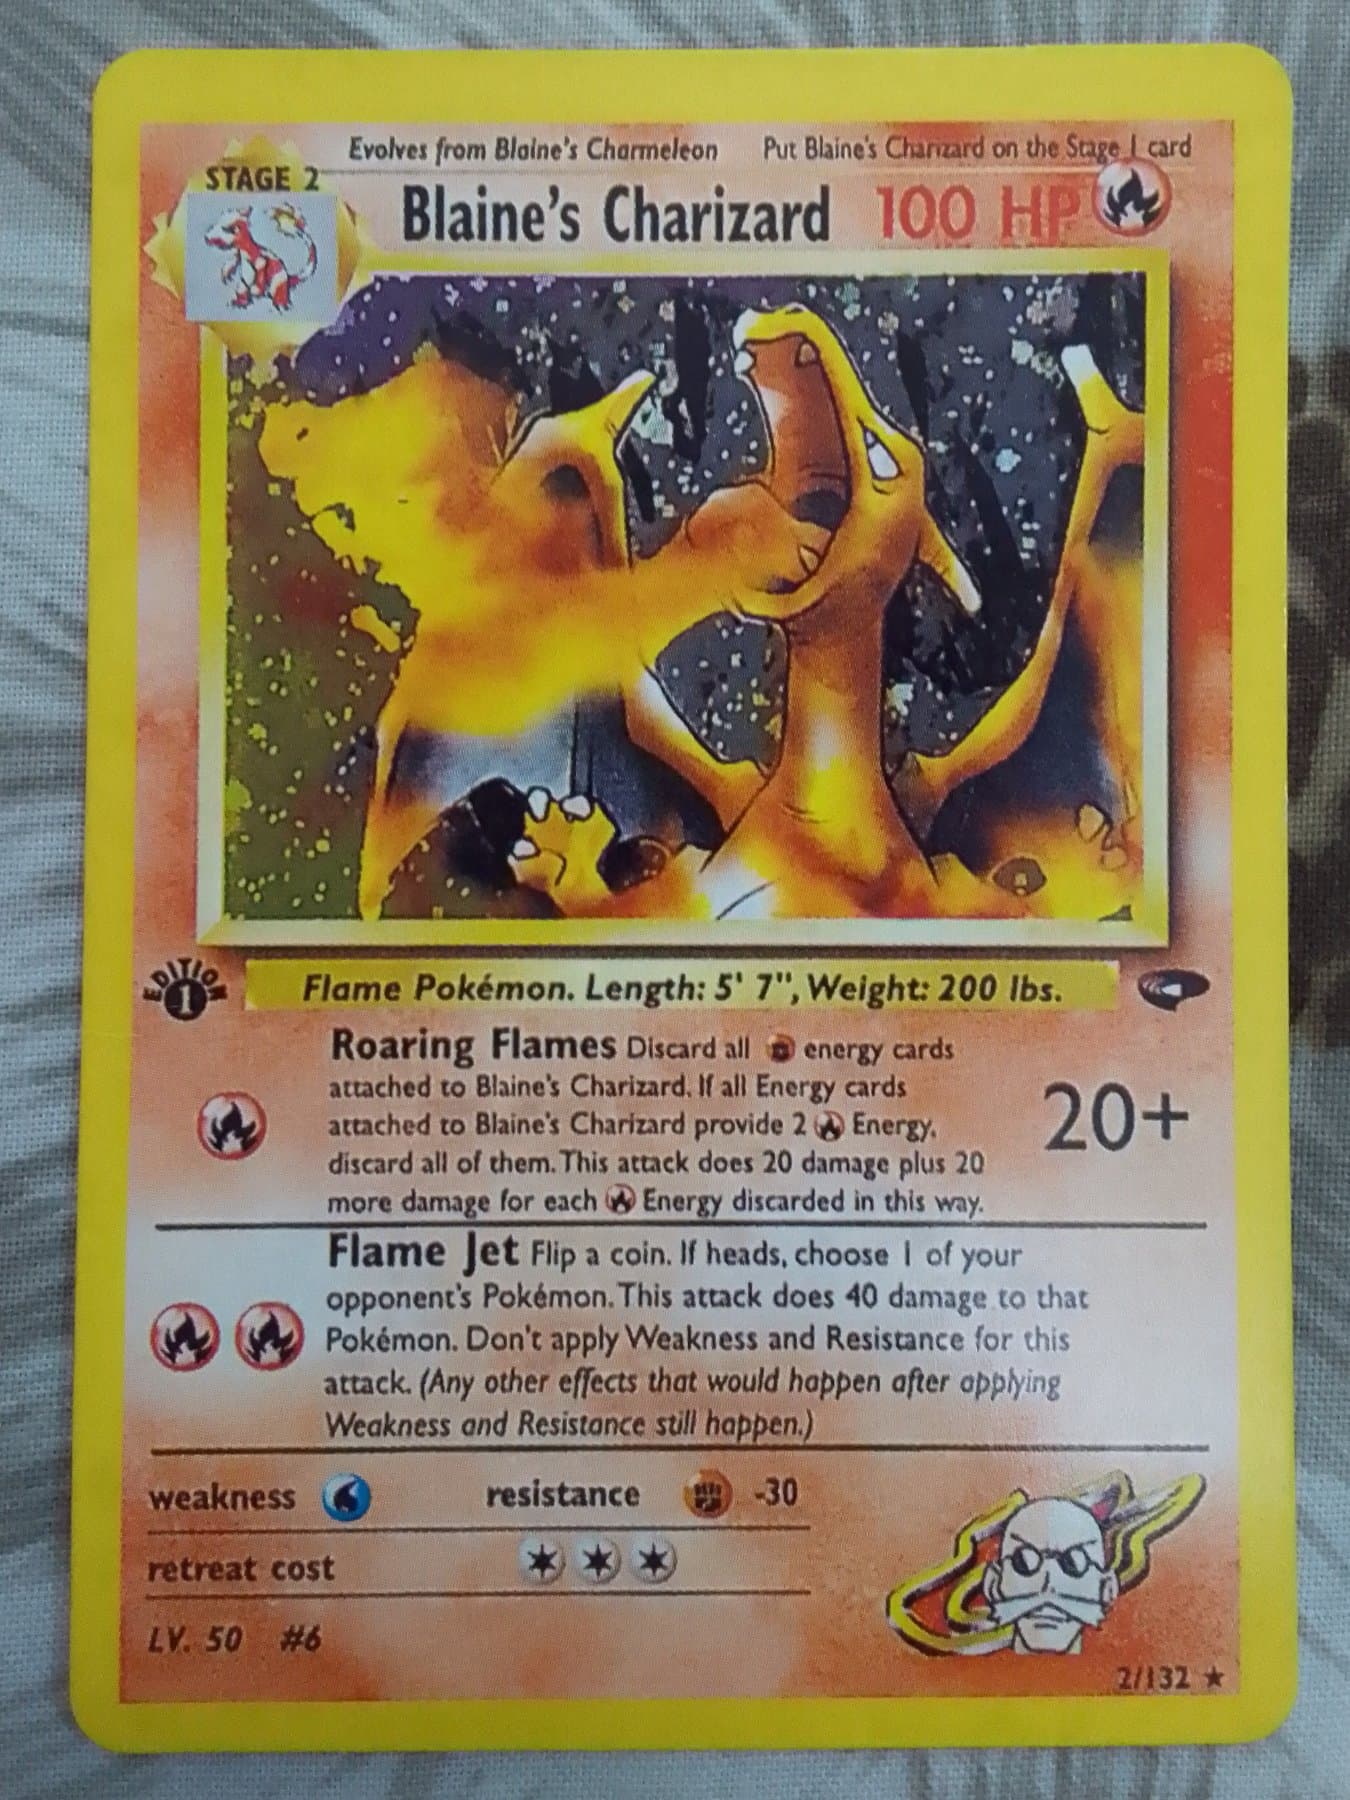 Evolves from Blaine's Charmeleon Put Blaine's Charizard on the Stage 1 card
STAGE 2
Blaine's Charizard 100 HP
EDITION
1
Flame Pokémon. Length: 5' 7", Weight: 200 lbs.
Roaring Flames Discard all energy cards
attached to Blaine's Charizard. If all Energy cards
attached to Blaine's Charizard provide 2 Energy,
discard all of them. This attack does 20 damage plus 20
more damage for each Energy discarded in this way.
20+
Flame Jet Flip a coin. If heads, choose 1 of your
opponent's Pokémon. This attack does 40 damage to that
Pokémon. Don't apply Weakness and Resistance for this
attack. (Any other effects that would happen after applying
Weakness and Resistance still happen.)
weakness resistance -30
retreat cost
LV. 50 #6
2/132 ★